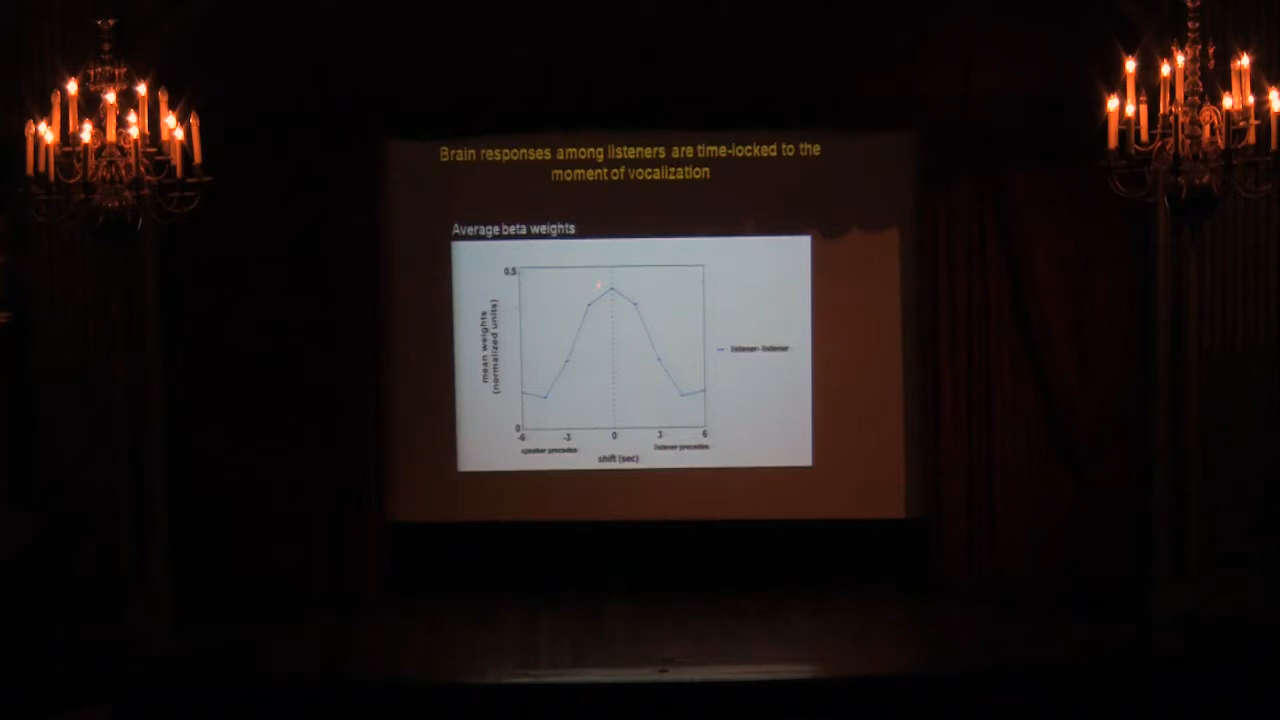 Brain responses among listeners are time-locked to the
moment of vocalization
Average beta weights
0.5
mean weights
(normalized units)
listener- listener
0
-6 -3 0 3 6
speaker precedes listener precedes
shift (sec)